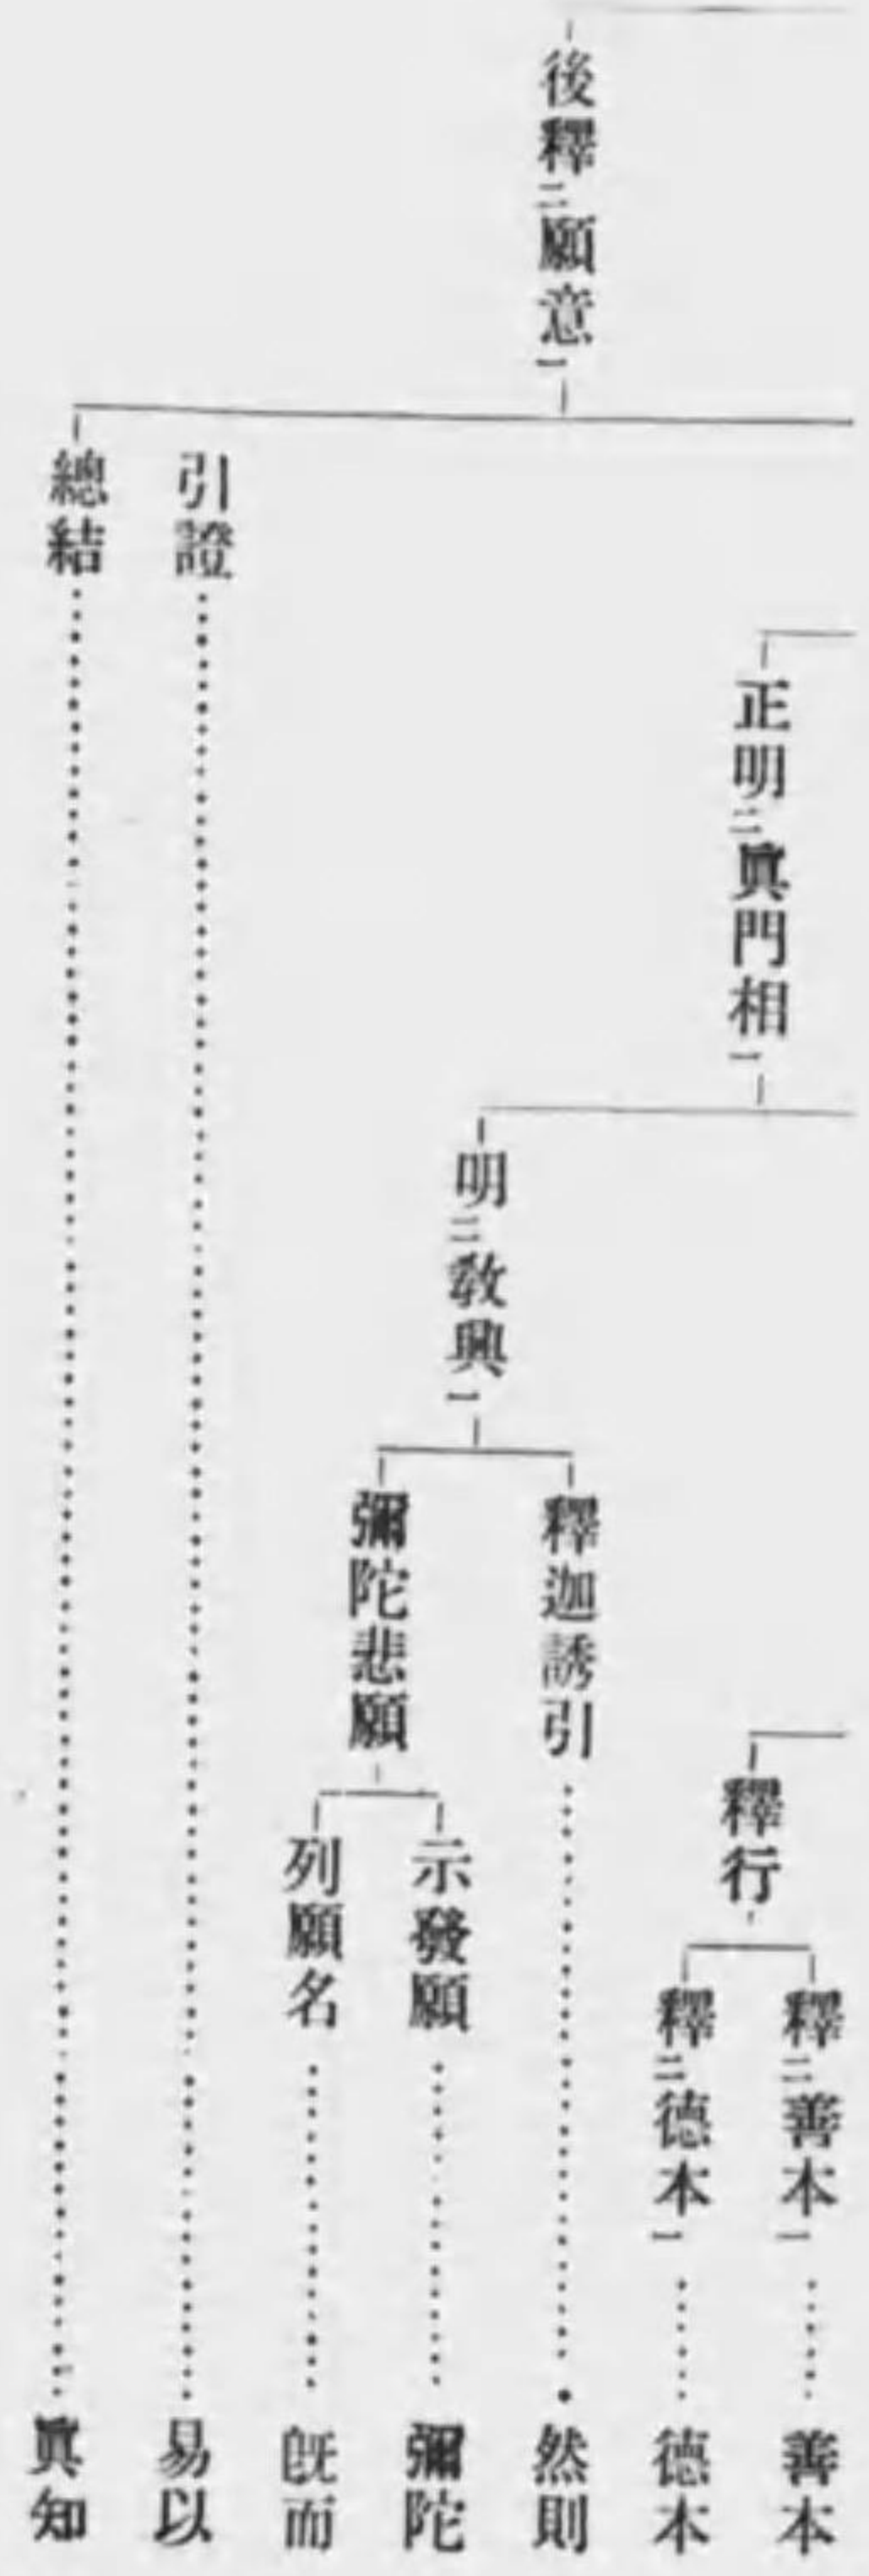 釋二善本一……善本
釋行
釋二德本一……德本
正明二眞門相一
釋迦誘引……然則
後釋二願意一
明二敎興一
示發願……彌陀
彌陀悲願
列願名……旣而
引證……易以
總結……眞知